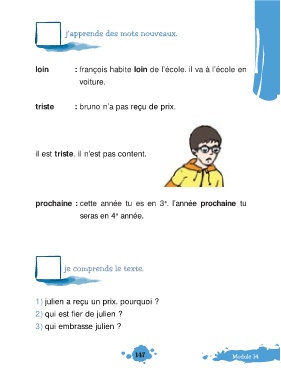 j'apprends des mots nouveaux.
loin : françois habite loin de l'école. il va à l'école en
voiture.
triste : bruno n'a pas reçu de prix.
il est triste. il n'est pas content.
prochaine : cette année tu es en 3ᵉ. l'année prochaine tu
seras en 4ᵉ année.
je comprends le texte.
1) julien a reçu un prix. pourquoi ?
2) qui est fier de julien ?
3) qui embrasse julien ?
147
Module 14